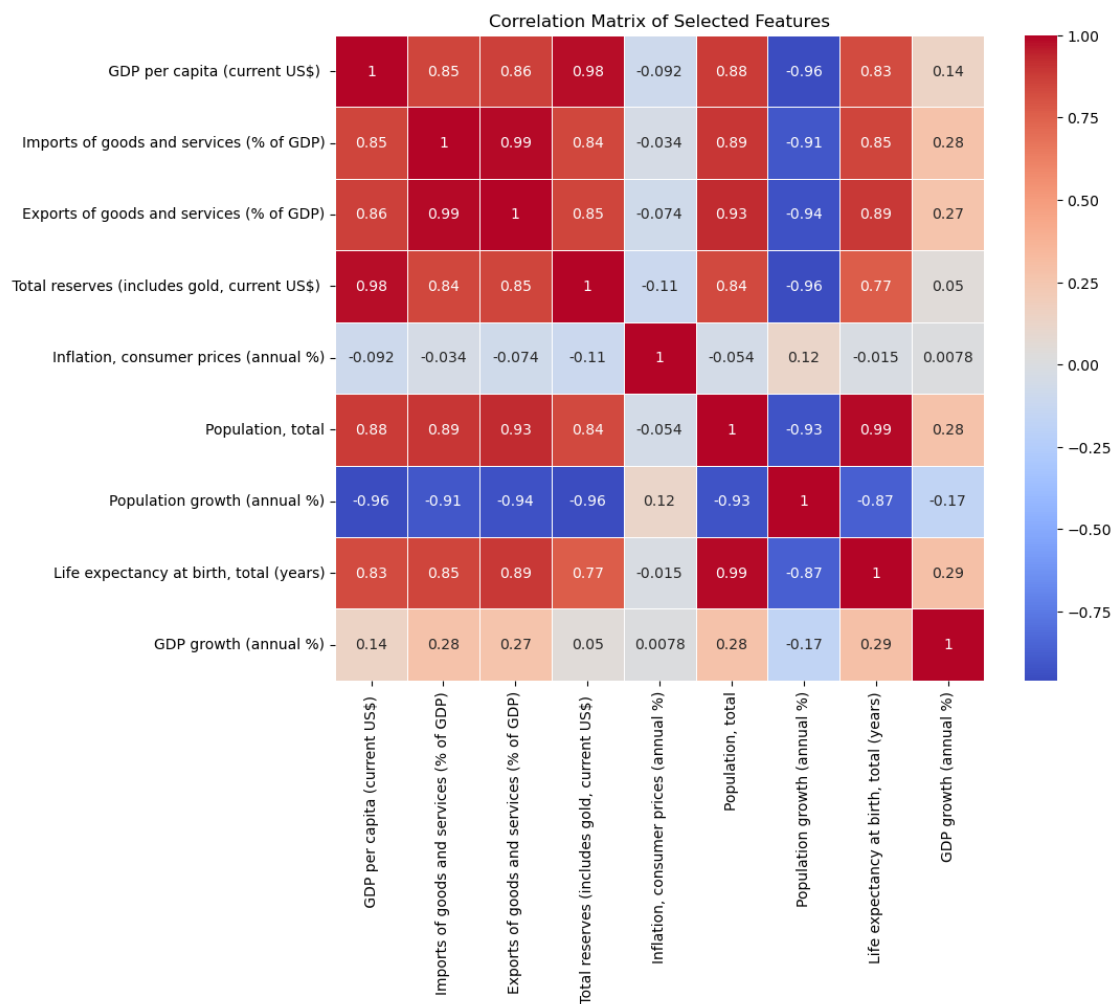 Correlation Matrix of Selected Features
GDP per capita (current US$) 1 0.85 0.86 0.98 -0.092 0.88 -0.96 0.83 0.14
Imports of goods and services (% of GDP) 0.85 1 0.99 0.84 -0.034 0.89 -0.91 0.85 0.28
Exports of goods and services (% of GDP) 0.86 0.99 1 0.85 -0.074 0.93 -0.94 0.89 0.27
Total reserves (includes gold, current US$) 0.98 0.84 0.85 1 -0.11 0.84 -0.96 0.77 0.05
Inflation, consumer prices (annual %) -0.092 -0.034 -0.074 -0.11 1 -0.054 0.12 -0.015 0.0078
Population, total 0.88 0.89 0.93 0.84 -0.054 1 -0.93 0.99 0.28
Population growth (annual %) -0.96 -0.91 -0.94 -0.96 0.12 -0.93 1 -0.87 -0.17
Life expectancy at birth, total (years) 0.83 0.85 0.89 0.77 -0.015 0.99 -0.87 1 0.29
GDP growth (annual %) 0.14 0.28 0.27 0.05 0.0078 0.28 -0.17 0.29 1
GDP per capita (current US$)
Imports of goods and services (% of GDP)
Exports of goods and services (% of GDP)
Total reserves (includes gold, current US$)
Inflation, consumer prices (annual %)
Population, total
Population growth (annual %)
Life expectancy at birth, total (years)
GDP growth (annual %)
1.00
0.75
0.50
0.25
0.00
-0.25
-0.50
-0.75